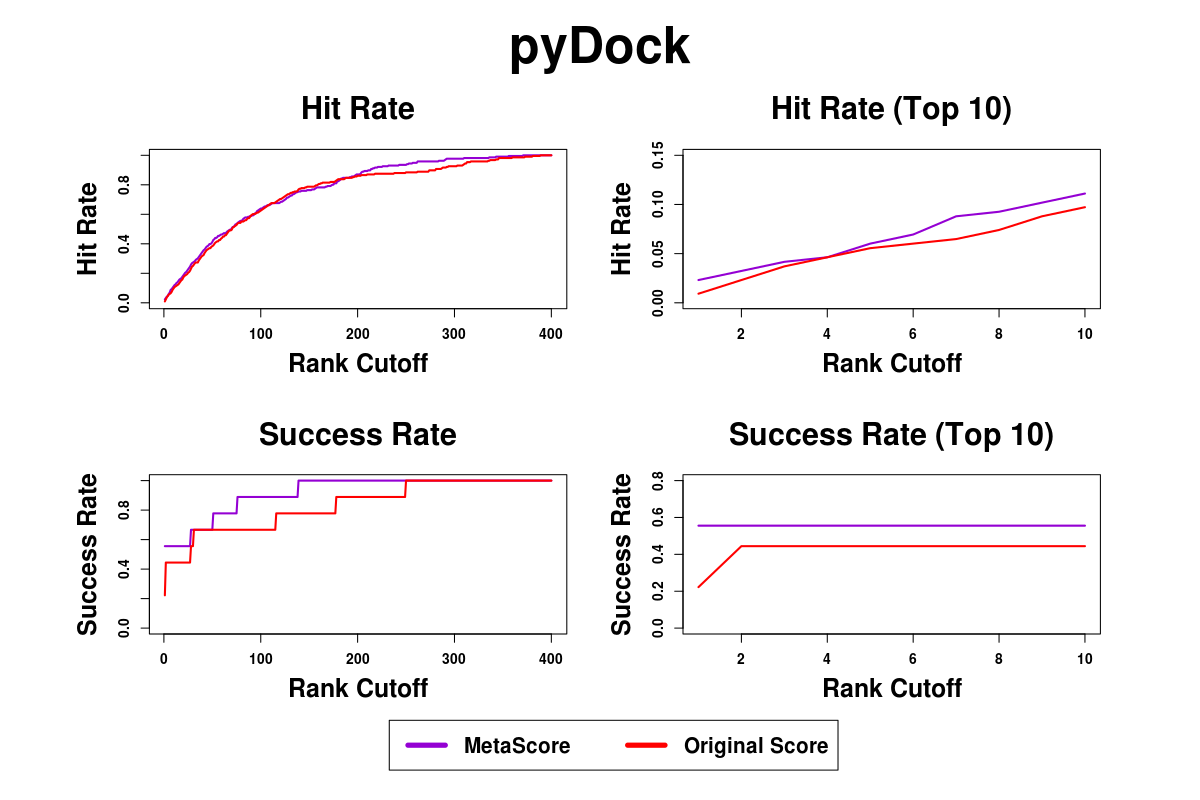 pyDock
Hit Rate
Hit Rate (Top 10)
Hit Rate
0.0 0.4 0.8
0 100 200 300 400
Rank Cutoff
Hit Rate
0.00 0.05 0.10 0.15
2 4 6 8 10
Rank Cutoff
Success Rate
Success Rate (Top 10)
Success Rate
0.0 0.4 0.8
0 100 200 300 400
Rank Cutoff
Success Rate
0.0 0.2 0.4 0.6 0.8
2 4 6 8 10
Rank Cutoff
MetaScore Original Score